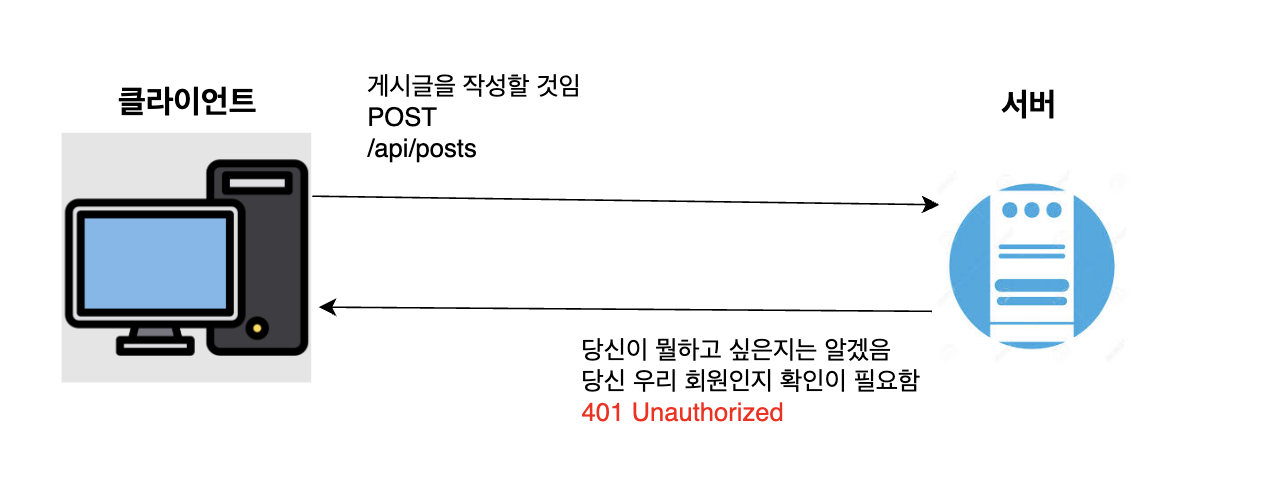 클라이언트
게시글을 작성할 것임
POST
/api/posts
서버
당신이 뭘하고 싶은지는 알겠음
당신 우리 회원인지 확인이 필요함
401 Unauthorized